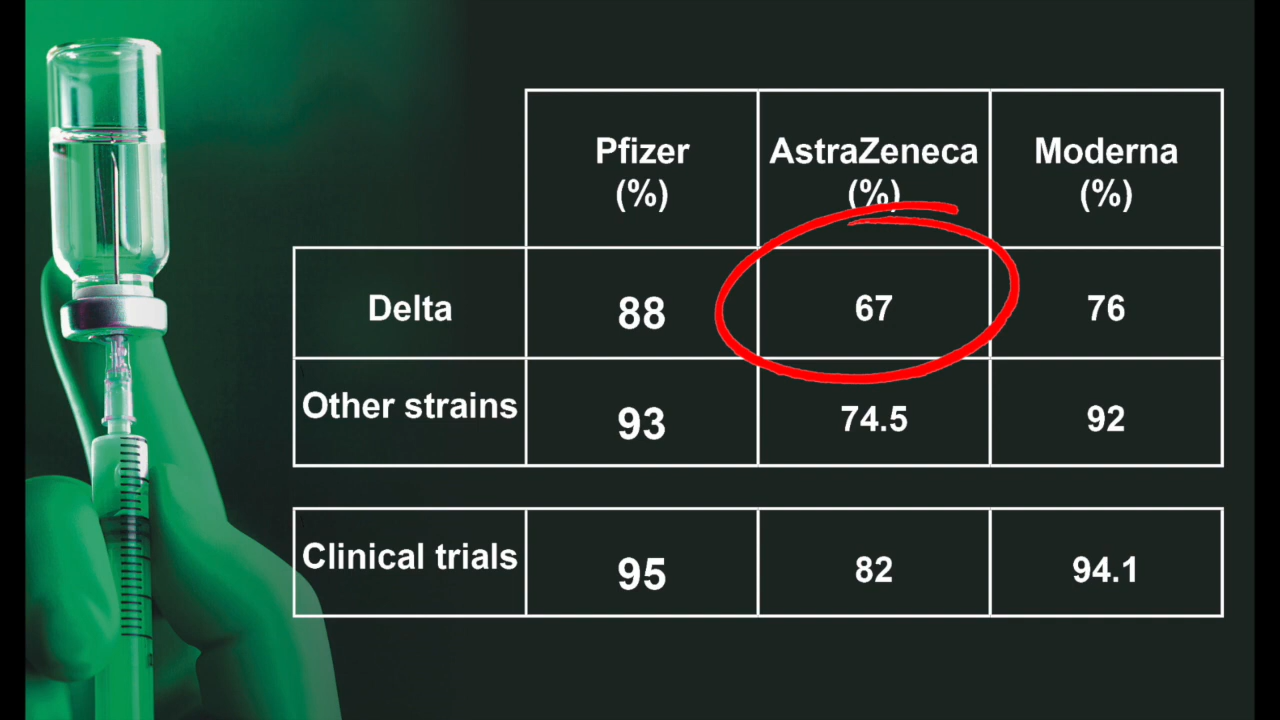 Pfizer AstraZeneca Moderna
(%) (%) (%)
Delta 88 67 76
Other strains 93 74.5 92
Clinical trials 95 82 94.1